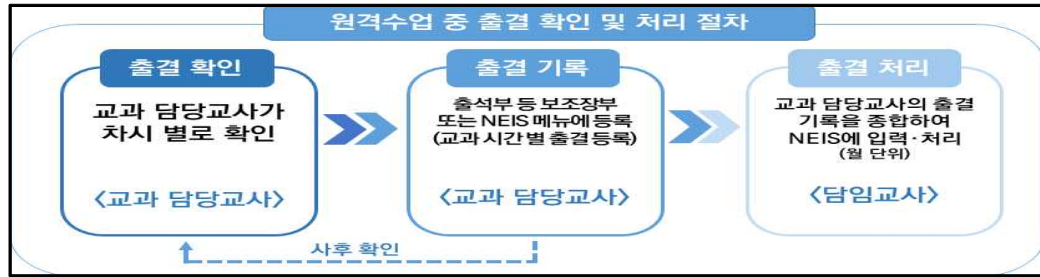 원격수업 중 출결 확인 및 처리 절차
출결 확인
교과 담당교사가
차시 별로 확인
<교과 담당교사>
출결 기록
출석부 등 보조장부
또는 NEIS 메뉴에 등록
(교과 시간별 출결 등록)
<교과 담당교사>
출결 처리
교과 담당교사의 출결
기록을 종합하여
NEIS에 입력·처리
(월 단위)
<담임교사>
사후 확인